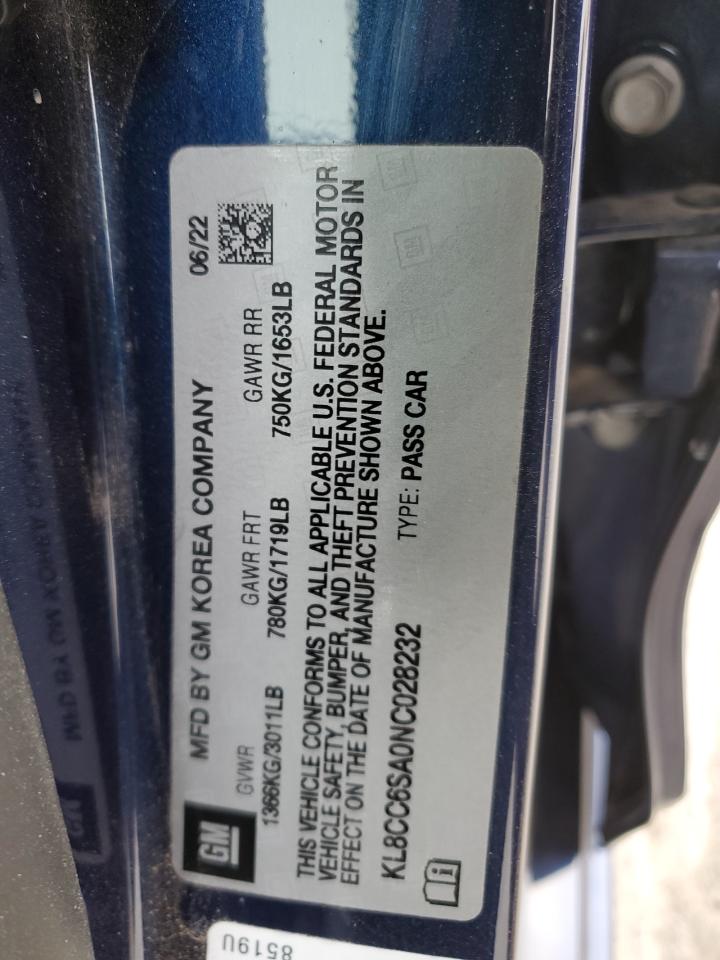 GM
MFD BY GM KOREA COMPANY 06/22
GVWR GAWR FRT GAWR RR
1366KG/3011LB 780KG/1719LB 750KG/1653LB
THIS VEHICLE CONFORMS TO ALL APPLICABLE U.S. FEDERAL MOTOR
VEHICLE SAFETY, BUMPER, AND THEFT PREVENTION STANDARDS IN
EFFECT ON THE DATE OF MANUFACTURE SHOWN ABOVE.
KL8CC6SA0NC028232 TYPE: PASS CAR
8519U